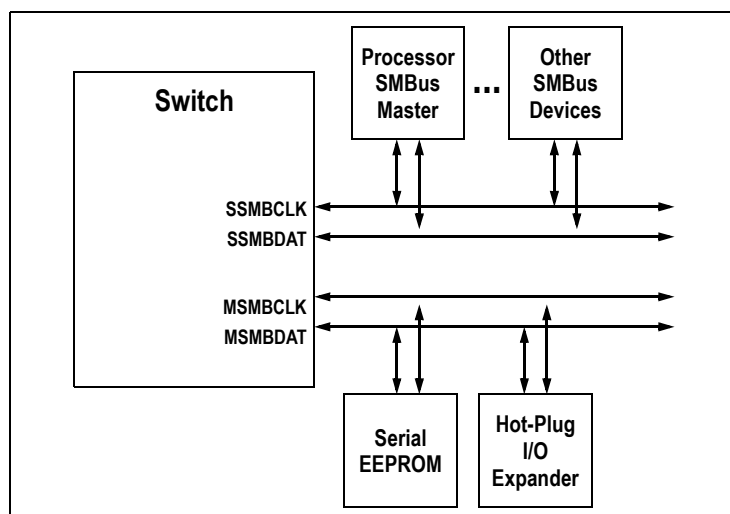 Processor
SMBus
Master
...
Other
SMBus
Devices
Switch
SSMBCLK
SSMBDAT
MSMBCLK
MSMBDAT
Serial
EEPROM
Hot-Plug
I/O
Expander